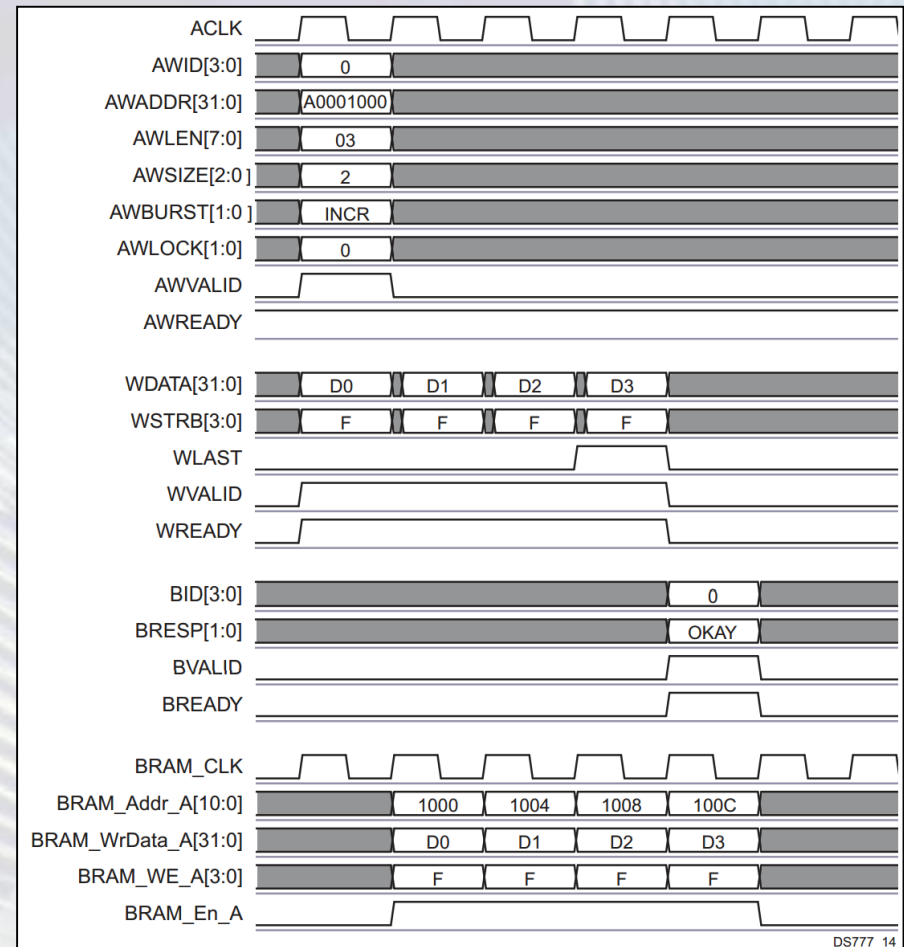 ACLK
AWID[3:0] 0
AWADDR[31:0] A0001000
AWLEN[7:0] 03
AWSIZE[2:0] 2
AWBURST[1:0] INCR
AWLOCK[1:0] 0
AWVALID
AWREADY
WDATA[31:0] D0 D1 D2 D3
WSTRB[3:0] F F F F
WLAST
WVALID
WREADY
BID[3:0] 0
BRESP[1:0] OKAY
BVALID
BREADY
BRAM_CLK
BRAM_Addr_A[10:0] 1000 1004 1008 100C
BRAM_WrData_A[31:0] D0 D1 D2 D3
BRAM_WE_A[3:0] F F F F
BRAM_En_A
DS777_14